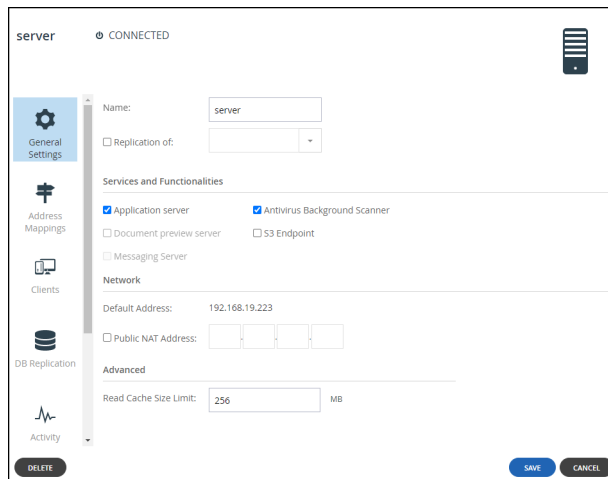 server
CONNECTED
General
Settings
Address
Mappings
Clients
DB Replication
Activity
Name:
server
Replication of:
Services and Functionalities
Application server
Antivirus Background Scanner
Document preview server
S3 Endpoint
Messaging Server
Network
Default Address:
192.168.19.223
Public NAT Address:
Advanced
Read Cache Size Limit:
256
MB
DELETE
SAVE
CANCEL